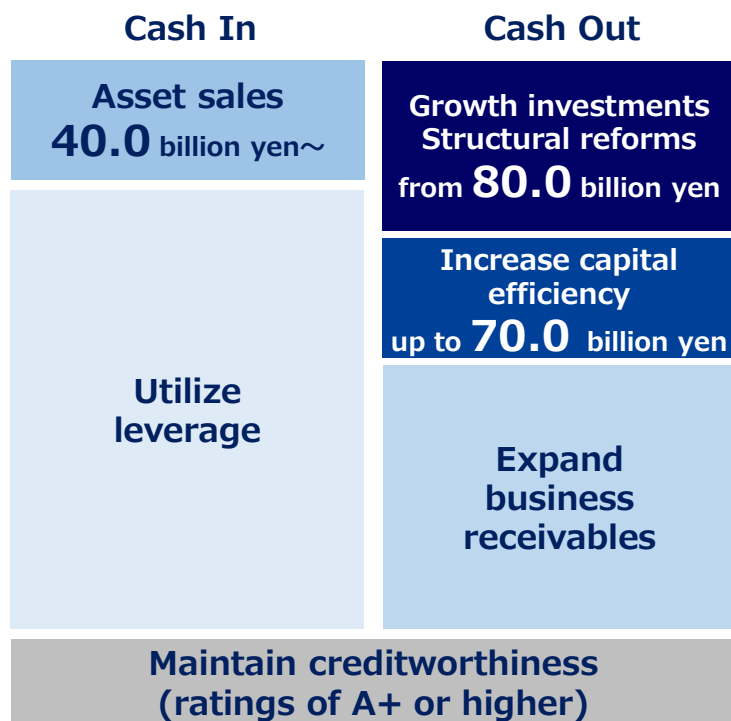 Cash In
Asset sales
40.0 billion yen～
Utilize
leverage
Cash Out
Growth investments
Structural reforms
from 80.0 billion yen
Increase capital
efficiency
up to 70.0 billion yen
Expand
business
receivables
Maintain creditworthiness
(ratings of A+ or higher)